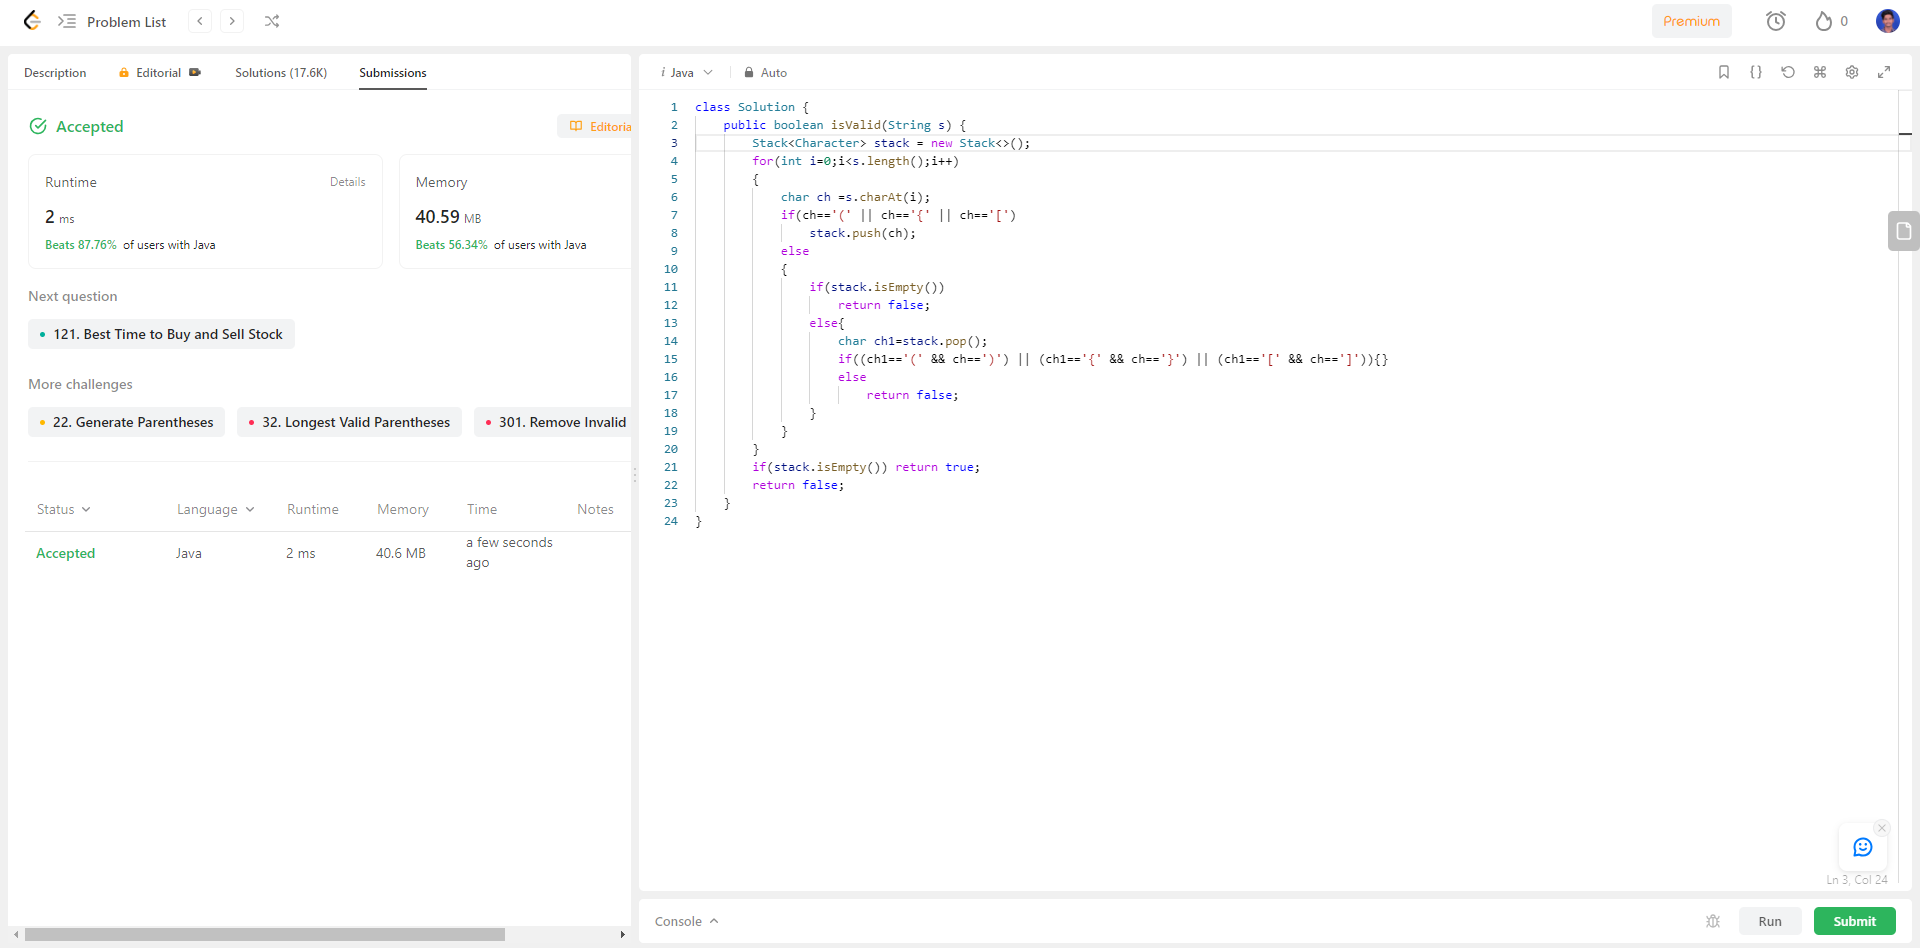 Problem List
Premium
0
Description
Editorial
Solutions (17.6K)
Submissions
Accepted
Editoria
Runtime
Details
2 ms
Beats 87.76% of users with Java
Memory
40.59 MB
Beats 56.34% of users with Java
Next question
121. Best Time to Buy and Sell Stock
More challenges
22. Generate Parentheses
32. Longest Valid Parentheses
301. Remove Invalid
Status Language Runtime Memory Time Notes
Accepted Java 2 ms 40.6 MB a few seconds
ago
i Java
Auto
1 class Solution {
2 public boolean isValid(String s) {
3 Stack<Character> stack = new Stack<>();
4 for(int i=0;i<s.length();i++)
5 {
6 char ch =s.charAt(i);
7 if(ch=='(' || ch=='{' || ch=='[')
8 stack.push(ch);
9 else
10 {
11 if(stack.isEmpty())
12 return false;
13 else{
14 char ch1=stack.pop();
15 if((ch1=='(' && ch==')') || (ch1=='{' && ch=='}') || (ch1=='[' && ch==']')){}
16 else
17 return false;
18 }
19 }
20 }
21 if(stack.isEmpty()) return true;
22 return false;
23 }
24 }
Ln 3, Col 24
Console
Run
Submit